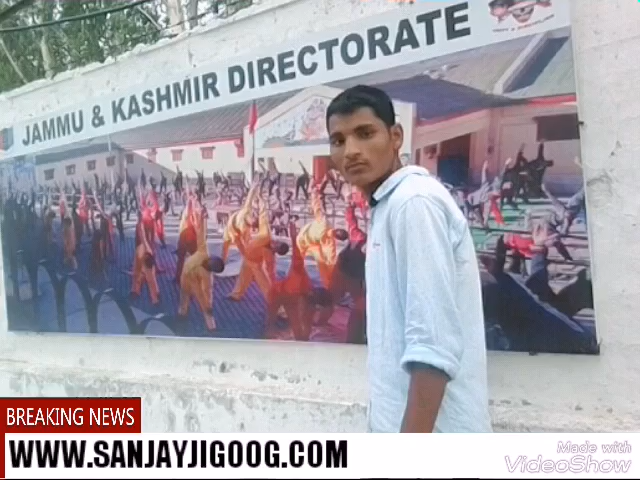 JAMMU & KASHMIR DIRECTORATE
BREAKING NEWS
WWW.SANJAYJIGOOG.COM
Made with
VideoShow